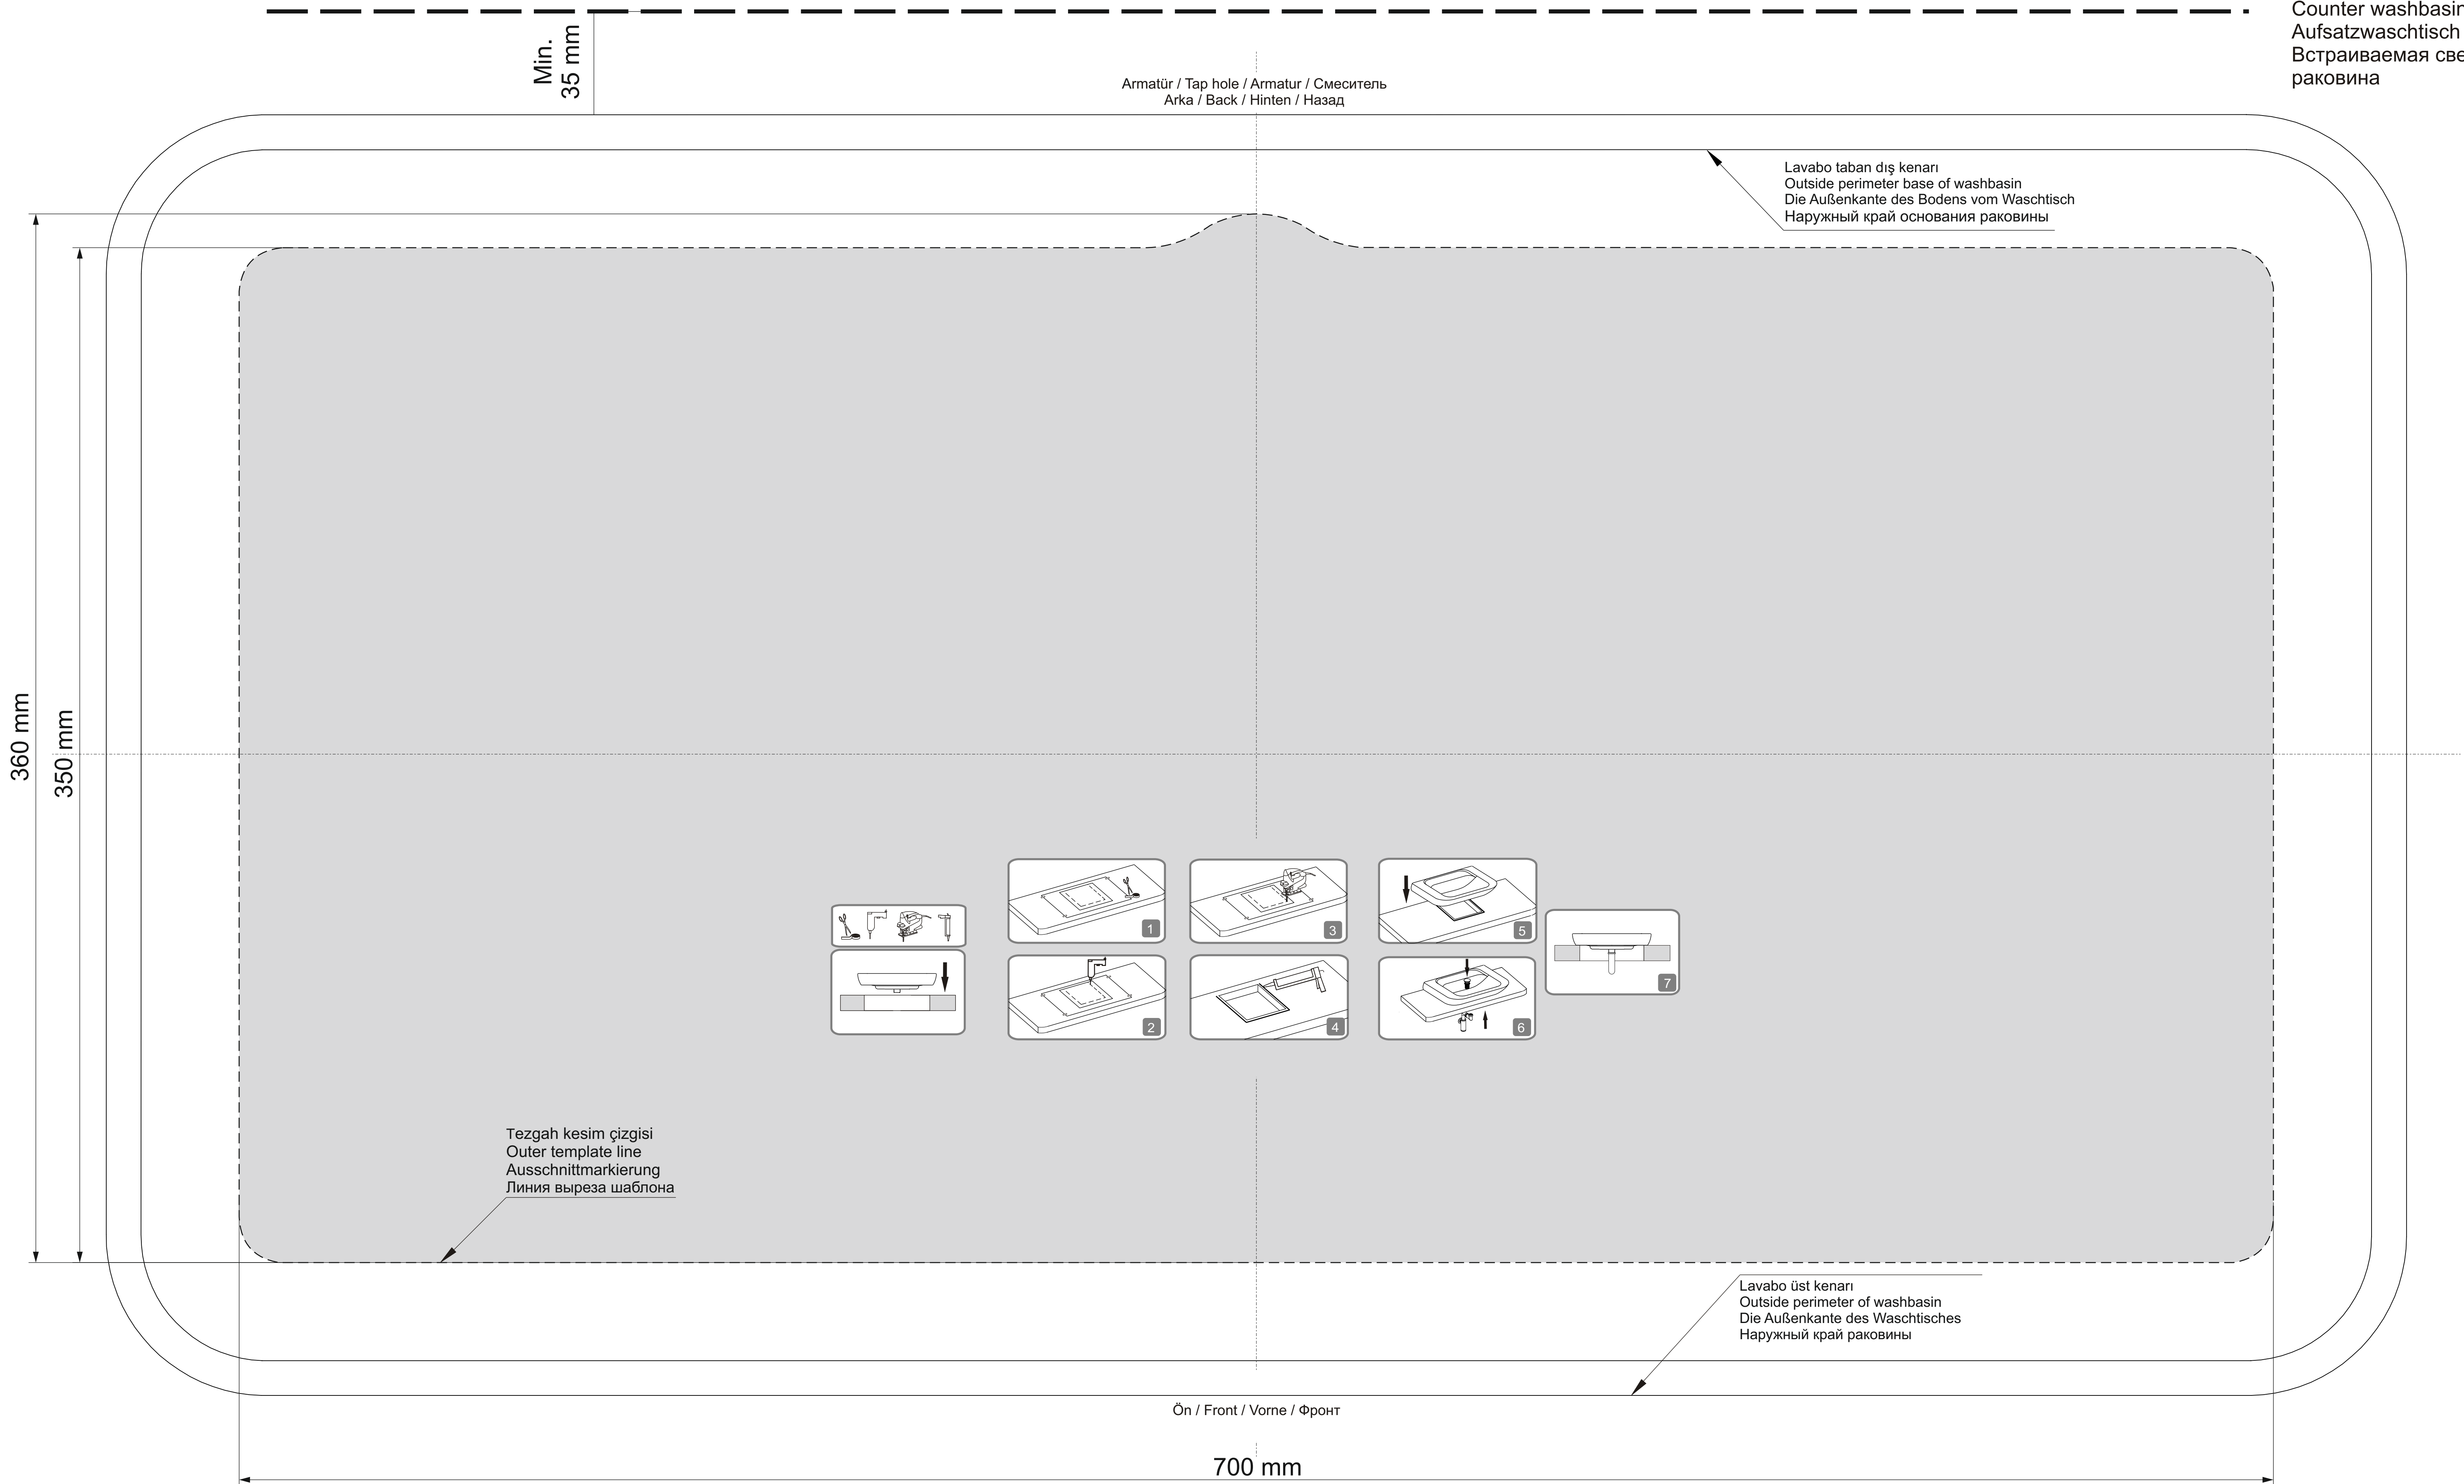 Counter washbasin
Aufsatzwaschtisch
Встраиваемая
раковина
Min.
35 mm
Armatür / Tap hole / Armatur / Смеситель
Arka / Back / Hinten / Назад
Lavabo taban dış kenarı
Outside perimeter base of washbasin
Die Außenkante des Bodens vom Waschtisch
Наружный край основания раковины
360 mm
350 mm
1
3
5
2
4
6
7
Tezgah kesim çizgisi
Outer template line
Ausschnittmarkierung
Линия выреза шаблона
Lavabo üst kenarı
Outside perimeter of washbasin
Die Außenkante des Waschtisches
Наружный край раковины
Ön / Front / Vorne / Фронт
700 mm